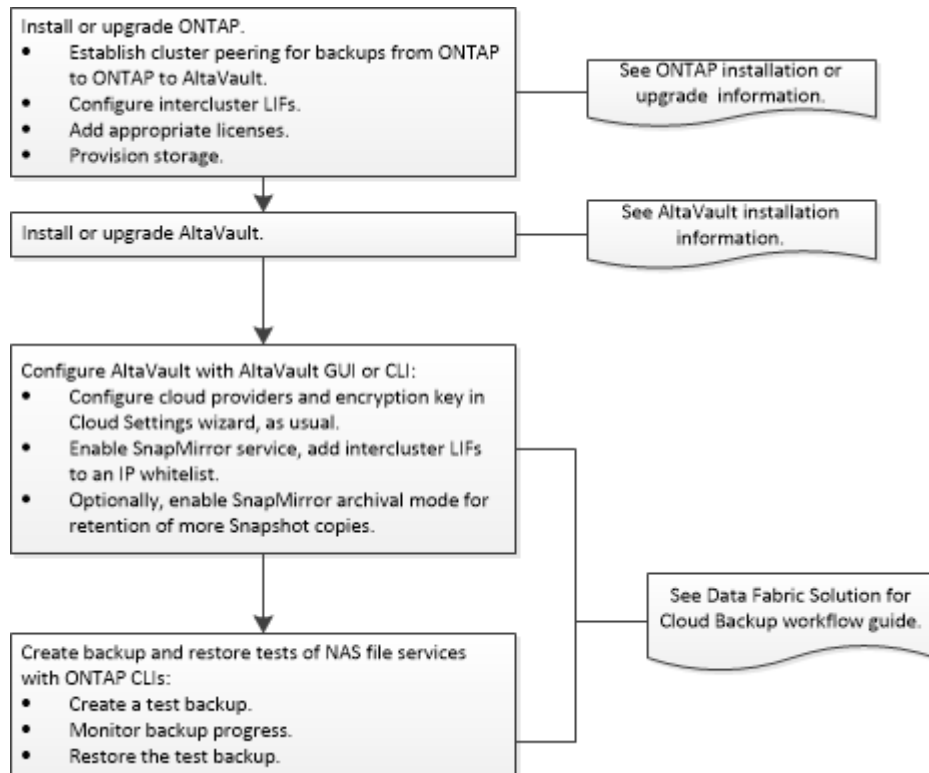 Install or upgrade ONTAP.
• Establish cluster peering for backups from ONTAP
to ONTAP to AltaVault.
• Configure intercluster LIFs.
• Add appropriate licenses.
• Provision storage.
See ONTAP installation or
upgrade information.
Install or upgrade AltaVault.
See AltaVault installation
information.
Configure AltaVault with AltaVault GUI or CLI:
• Configure cloud providers and encryption key in
Cloud Settings wizard, as usual.
• Enable SnapMirror service, add intercluster LIFs
to an IP whitelist.
• Optionally, enable SnapMirror archival mode for
retention of more Snapshot copies.
See Data Fabric Solution for
Cloud Backup workflow guide.
Create backup and restore tests of NAS file services
with ONTAP CLIs:
• Create a test backup.
• Monitor backup progress.
• Restore the test backup.